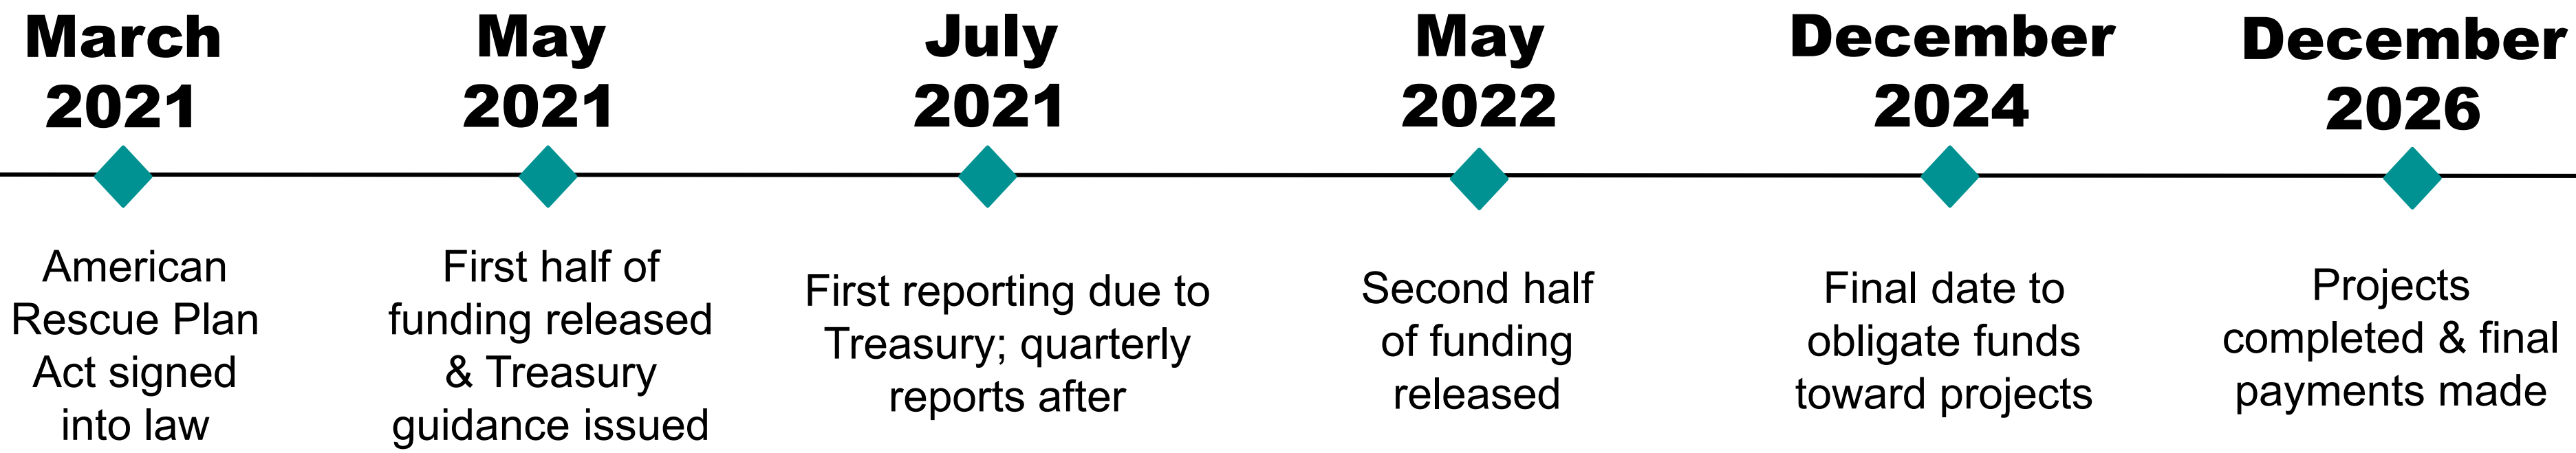 March
2021
American
Rescue Plan
Act signed
into law
May
2021
First half of
funding released
& Treasury
guidance issued
July
2021
First reporting due to
Treasury; quarterly
reports after
May
2022
Second half
of funding
released
December
2024
Final date to
obligate funds
toward projects
December
2026
Projects
completed & final
payments made